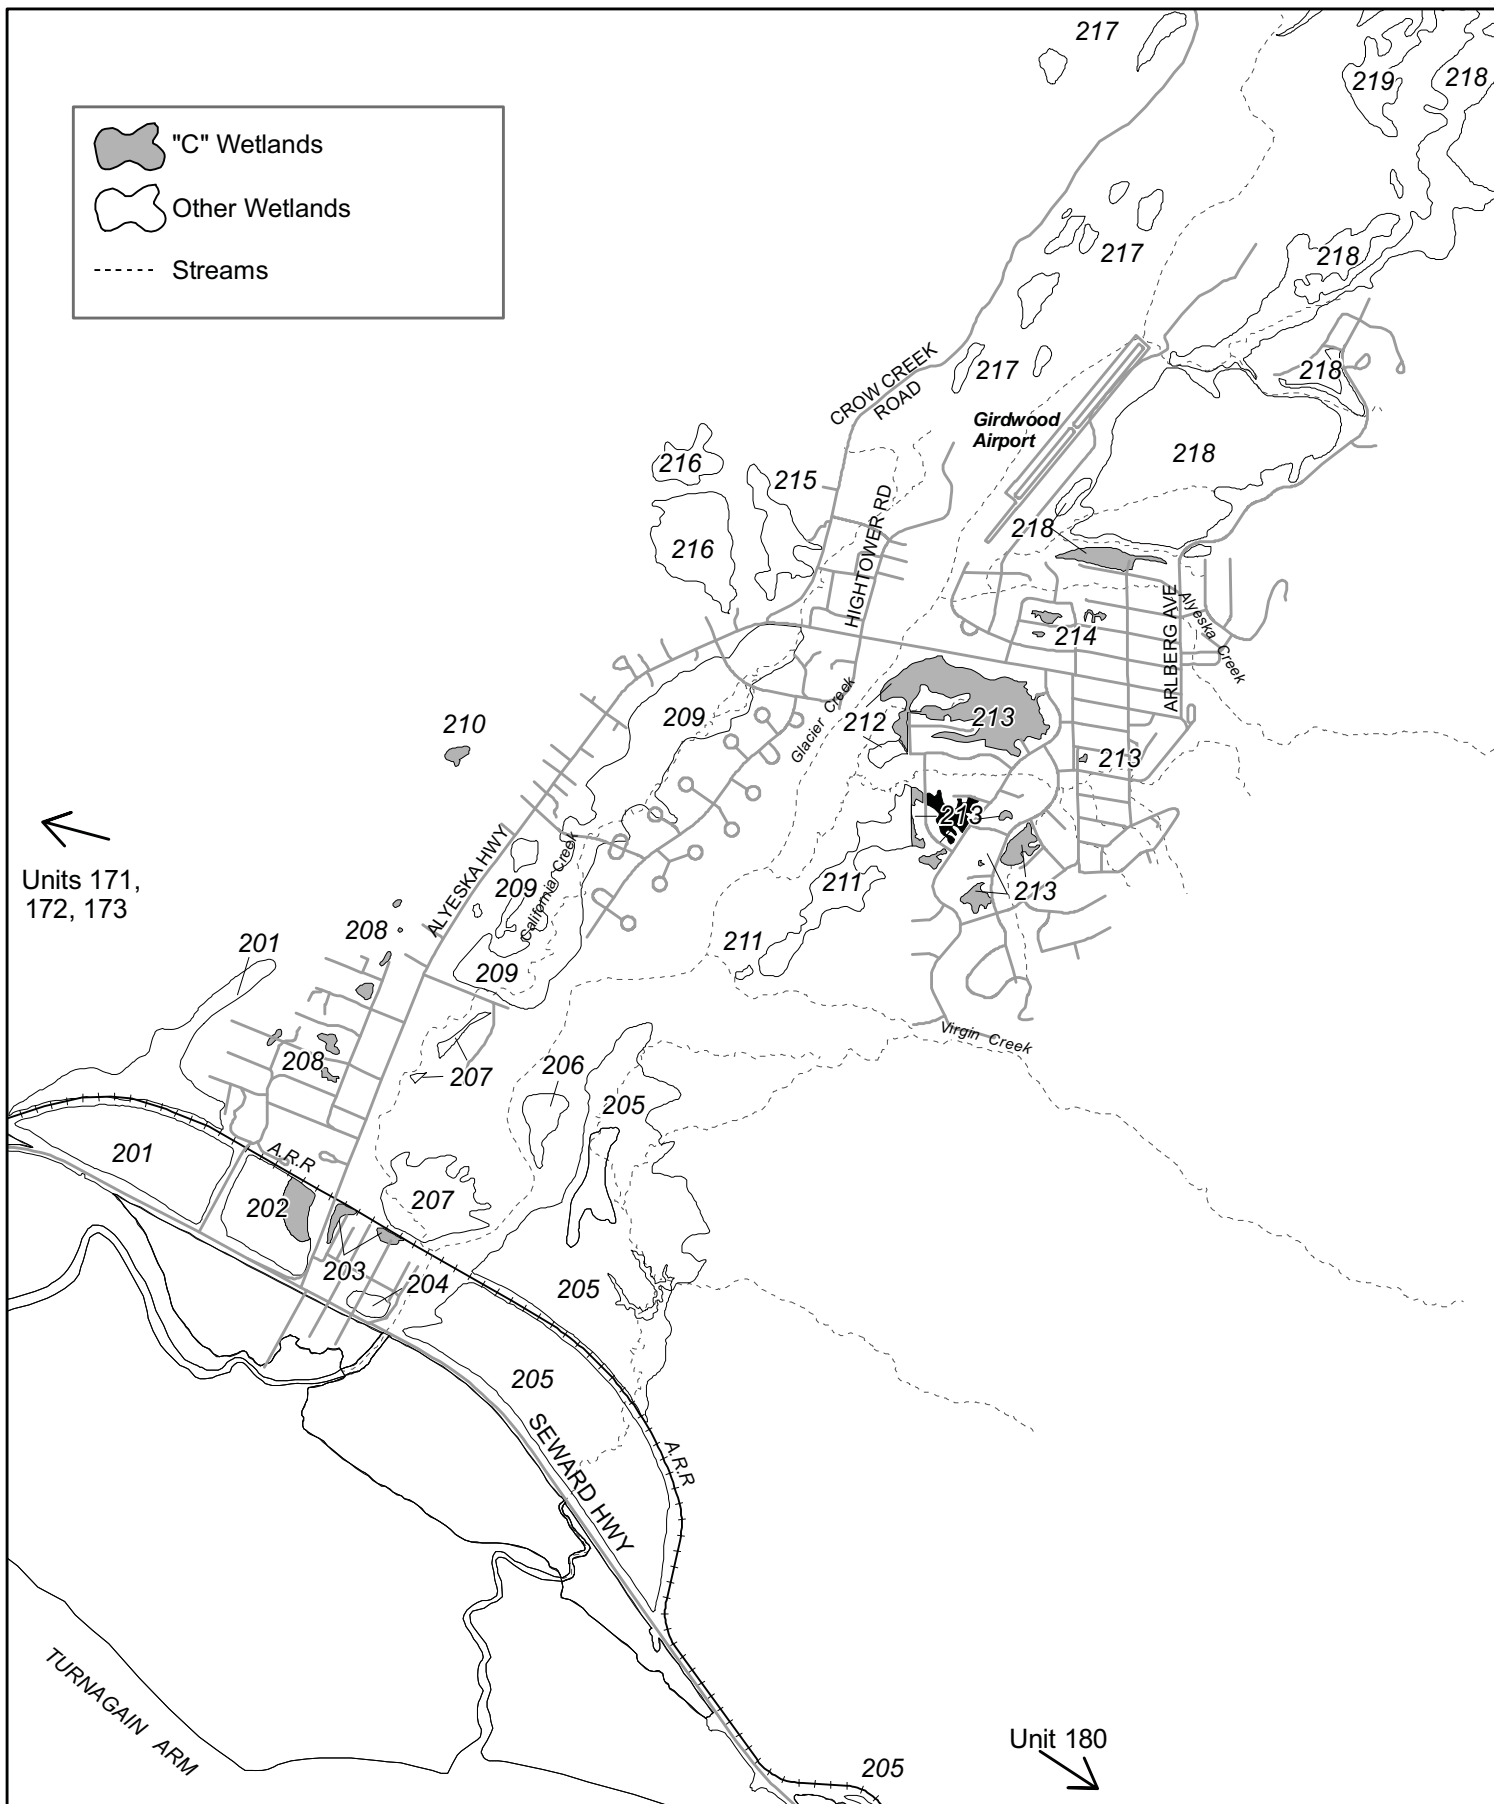 217
219
218
"C" Wetlands
Other Wetlands
Streams
217
218
CROW CREEK
ROAD
217
218
Girdwood
Airport
216
215
218
HIGHTOWER RD
216
218
ARLBERG AVE
Alyeska Creek
214
209
210
212
213
Glacier Creek
213
213
ALYESKA HWY
California Creek
Units 171,
172, 173
209
211
213
208
201
211
209
Virgin Creek
208
207
206
205
A.R.R
201
202
207
203
204
205
205
SEWARD HWY
A.R.R
TURNAGAIN ARM
Unit 180
205